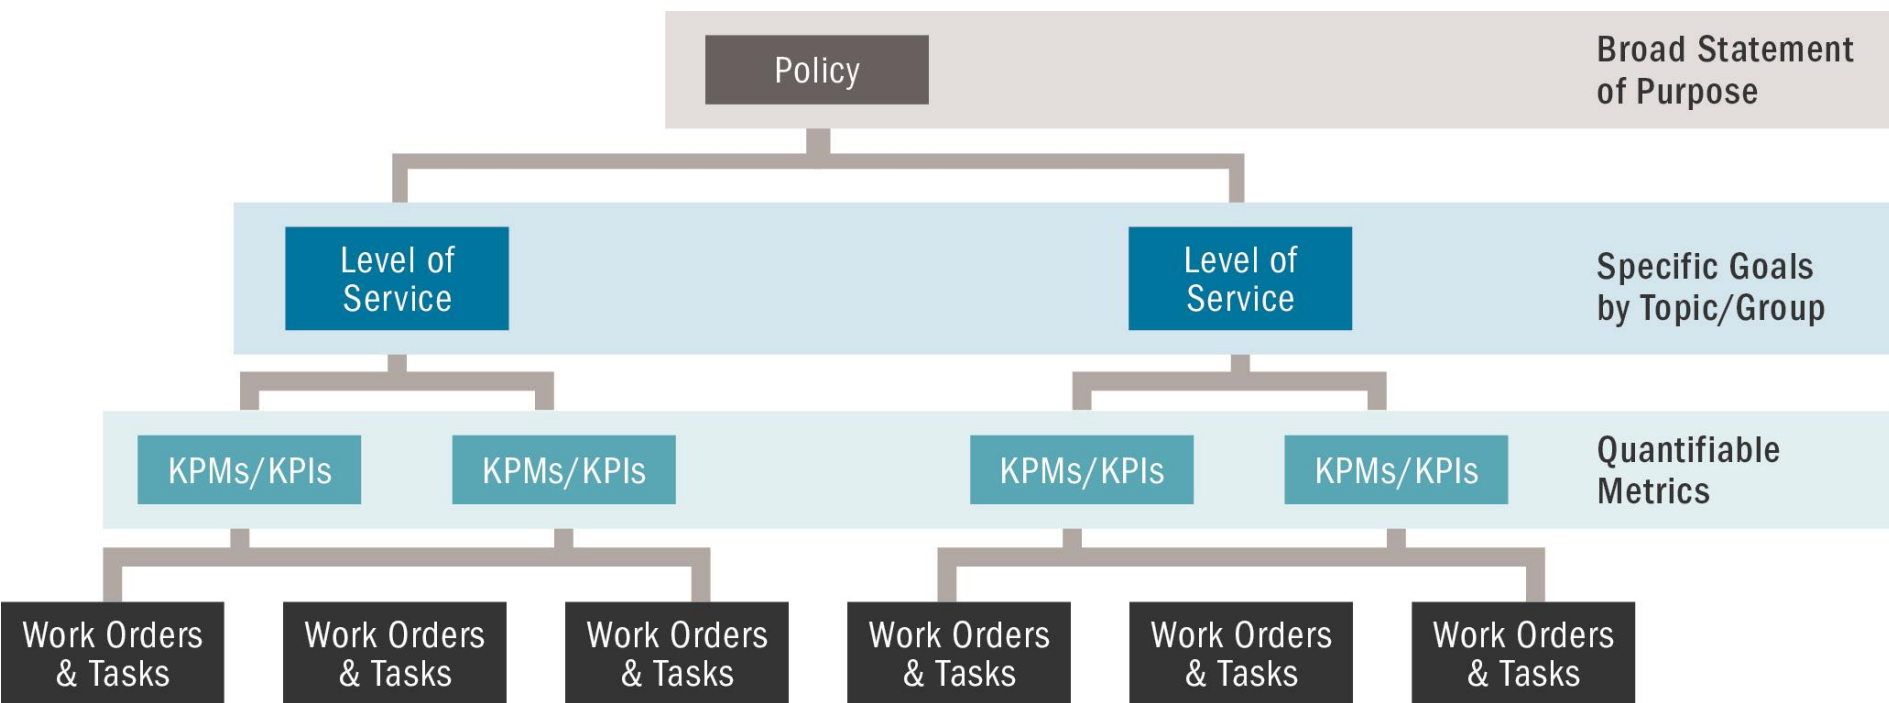 Policy
Broad Statement
of Purpose
Level of
Service
Level of
Service
Specific Goals
by Topic/Group
KPMs/KPIs
KPMs/KPIs
KPMs/KPIs
KPMs/KPIs
Quantifiable
Metrics
Work Orders
& Tasks
Work Orders
& Tasks
Work Orders
& Tasks
Work Orders
& Tasks
Work Orders
& Tasks
Work Orders
& Tasks